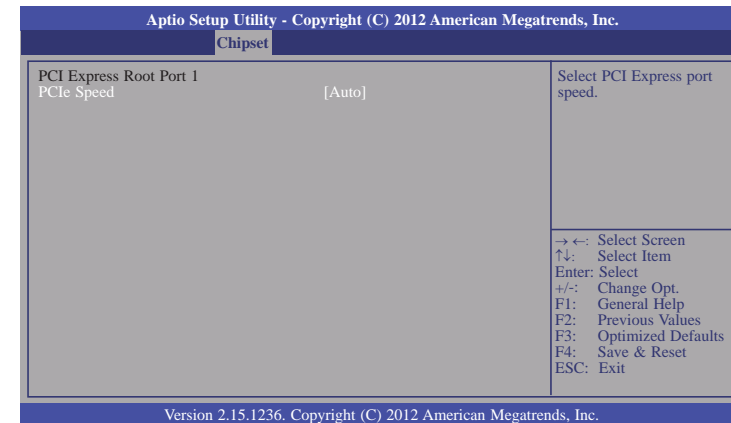 Aptio Setup Utility - Copyright (C) 2012 American Megatrends, Inc.
Chipset
PCI Express Root Port 1
PCIe Speed [Auto]
Select PCI Express port
speed.
→ ←: Select Screen
↑↓: Select Item
Enter: Select
+/-: Change Opt.
F1: General Help
F2: Previous Values
F3: Optimized Defaults
F4: Save & Reset
ESC: Exit
Version 2.15.1236. Copyright (C) 2012 American Megatrends, Inc.